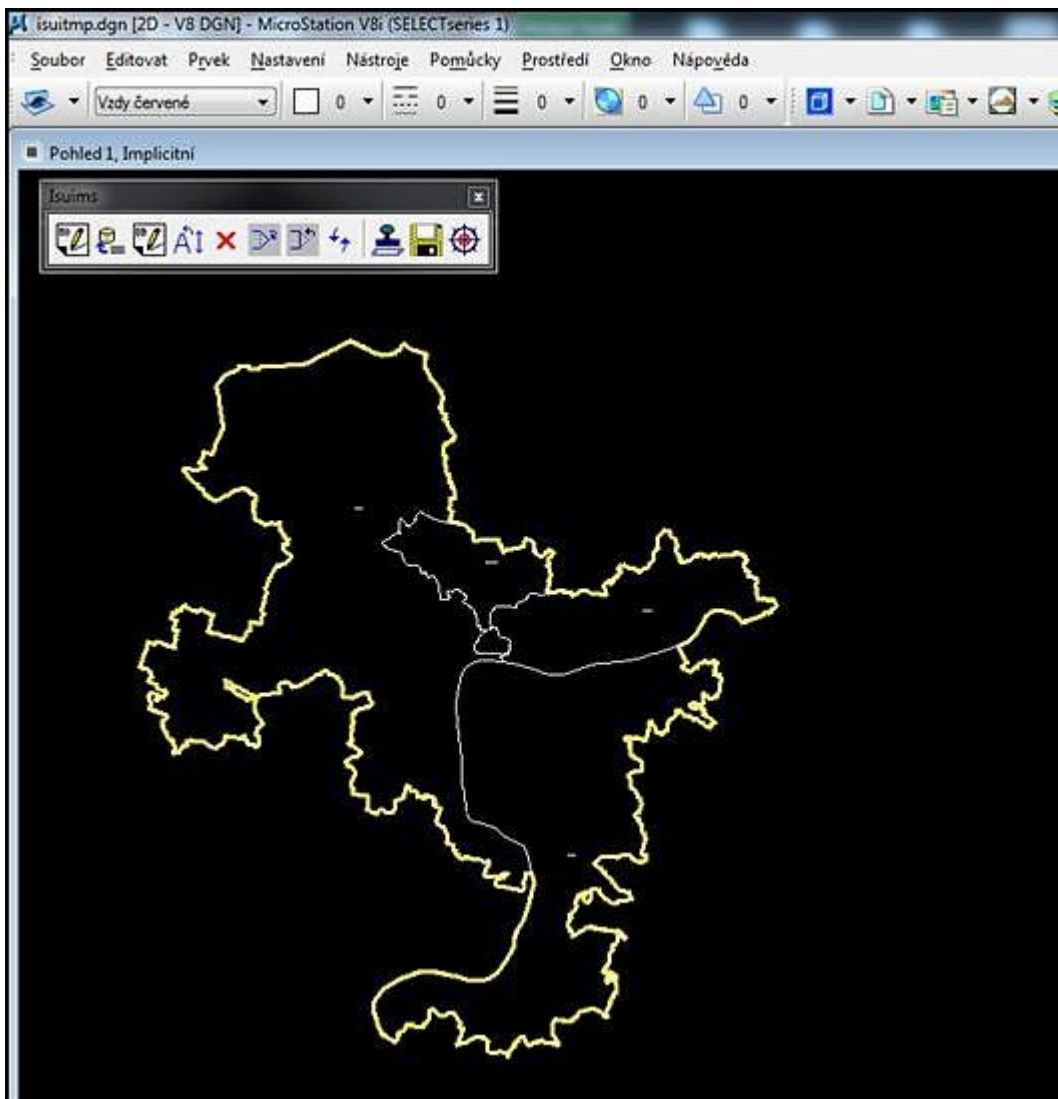 isuitmp.dgn [2D - V8 DGN] - MicroStation V8i (SELECTseries 1)
Soubor Editovat Prvek Nastavení Nástroje Pomůcky Prostředí Okno Nápověda
Vzdy červené 0 0 0 0 0
Pohled 1, Implicitní
Isuims